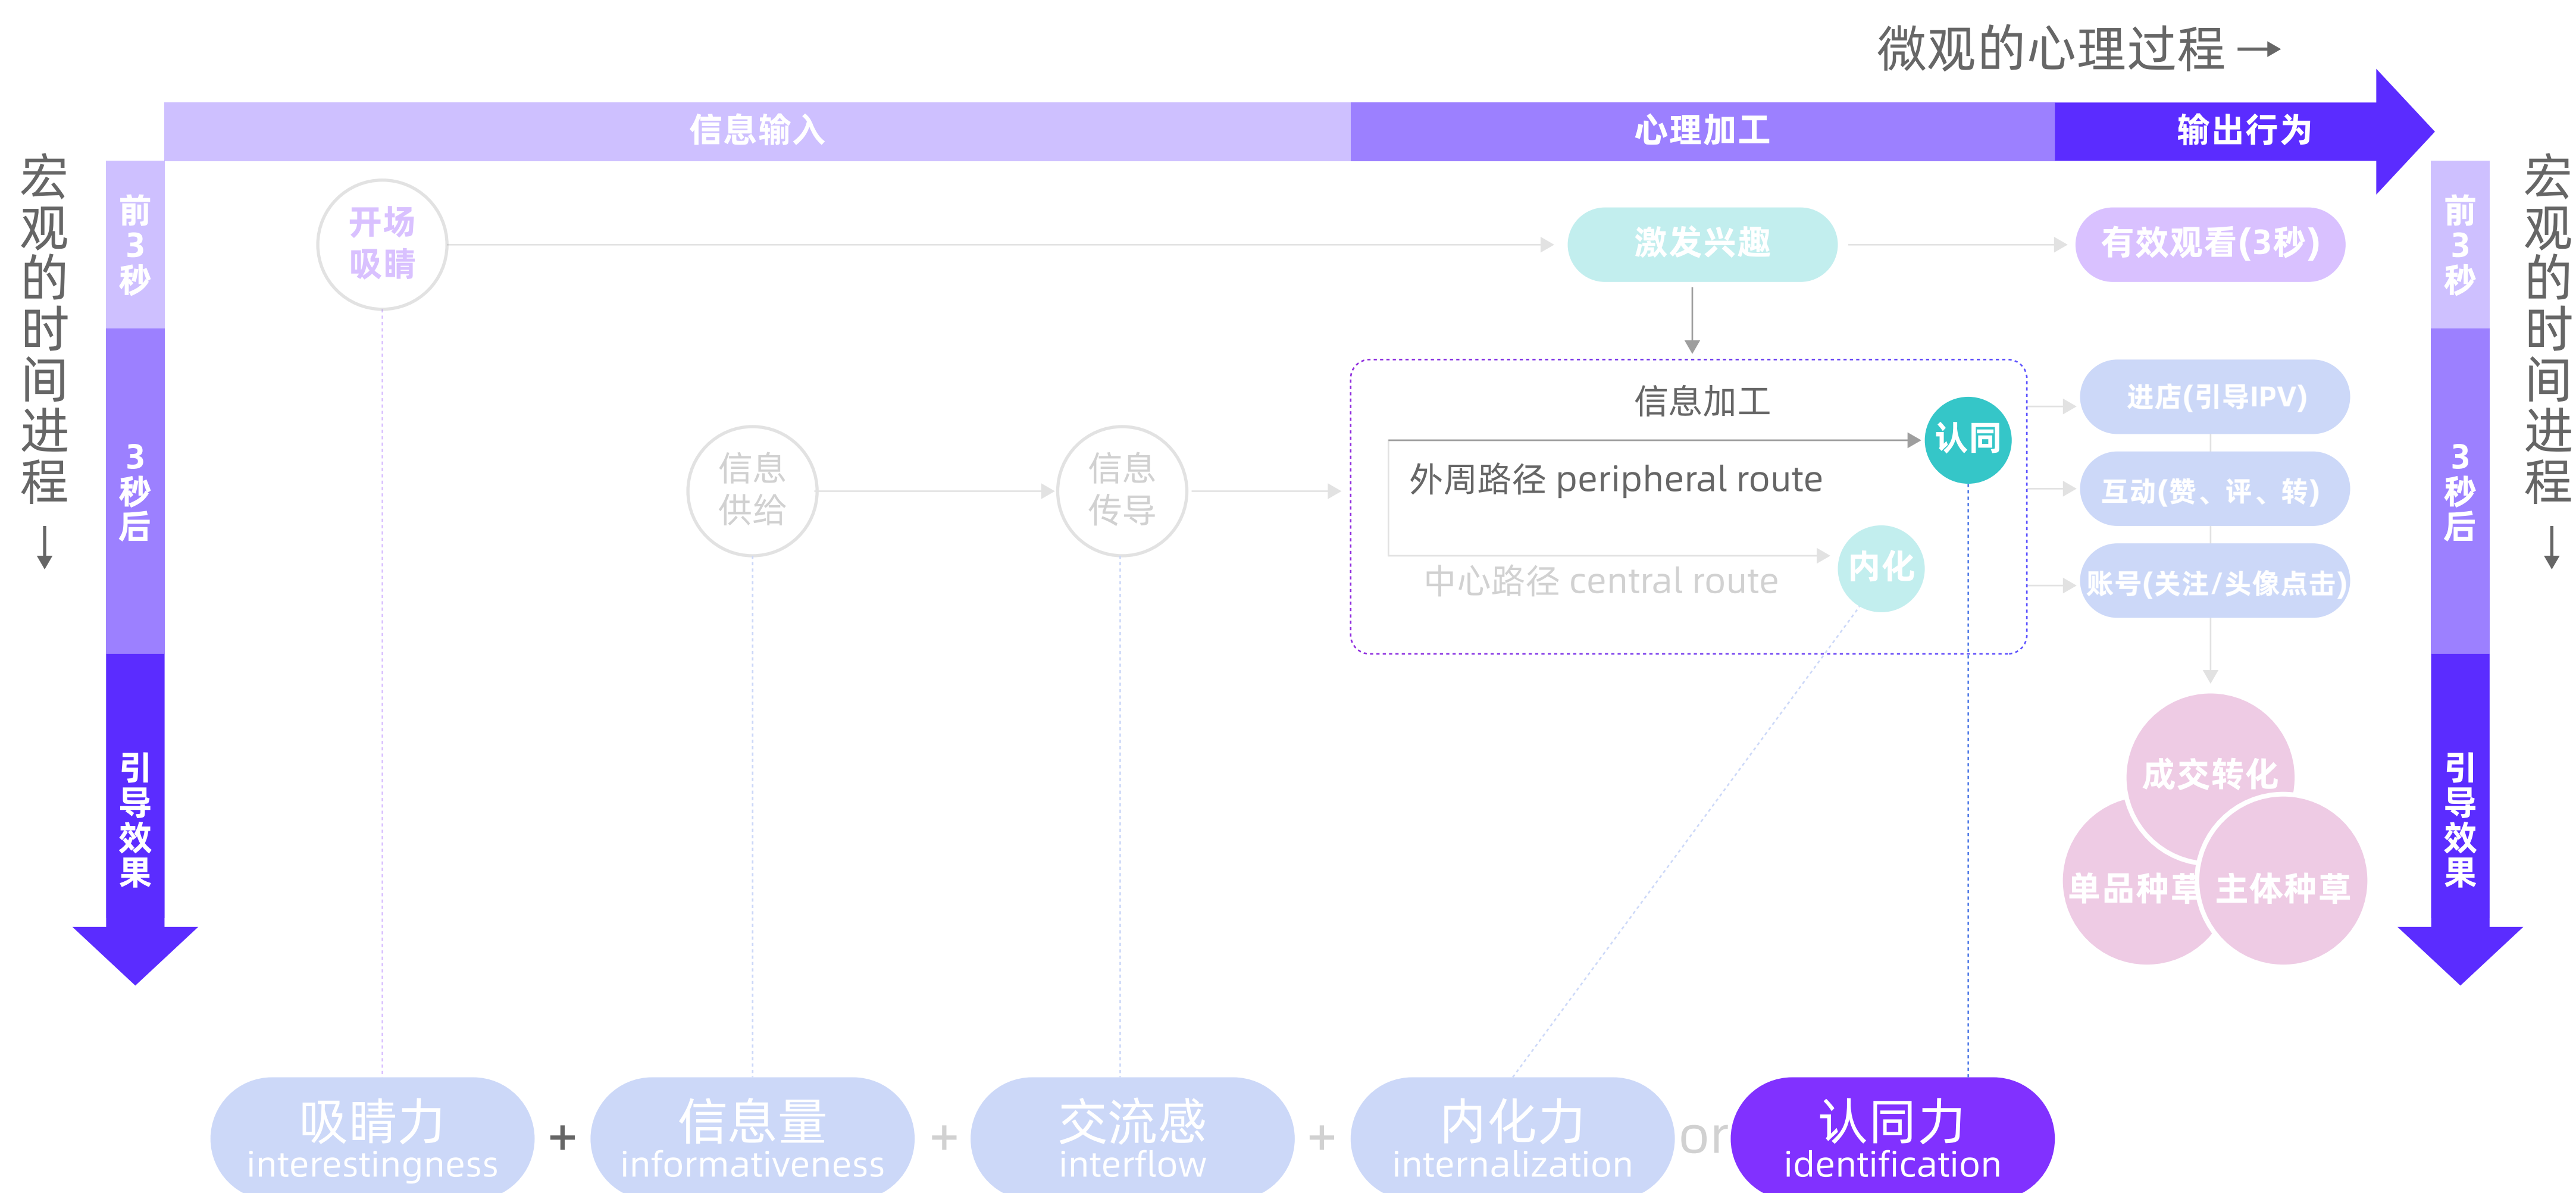 微观的心理过程
信息输入
心理加工
输出行为
宏观的时间进程
前3秒
3秒后
引导效果
开场
吸睛
激发兴趣
有效观看(3秒)
信息
供给
信息
传导
信息加工
外周路径 peripheral route
认同
中心路径 central route
内化
进店(引导IPV)
互动(赞、评、转)
账号(关注/头像点击)
成交转化
单品种草
主体种草
宏观的时间进程
前3秒
3秒后
引导效果
吸睛力
interestingness
+
信息量
informativeness
+
交流感
interflow
+
内化力
internalization
or
认同力
identification